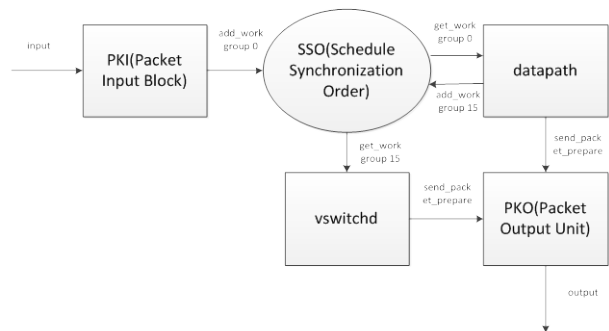 input
PKI(Packet
Input Block)
add_work
group 0
SSO(Schedule
Synchronization
Order)
get_work
group 0
add_work
group 15
datapath
get_work
group 15
send_pack
et_prepare
vswitchd
send_pack
et_prepare
PKO(Packet
Output Unit)
output